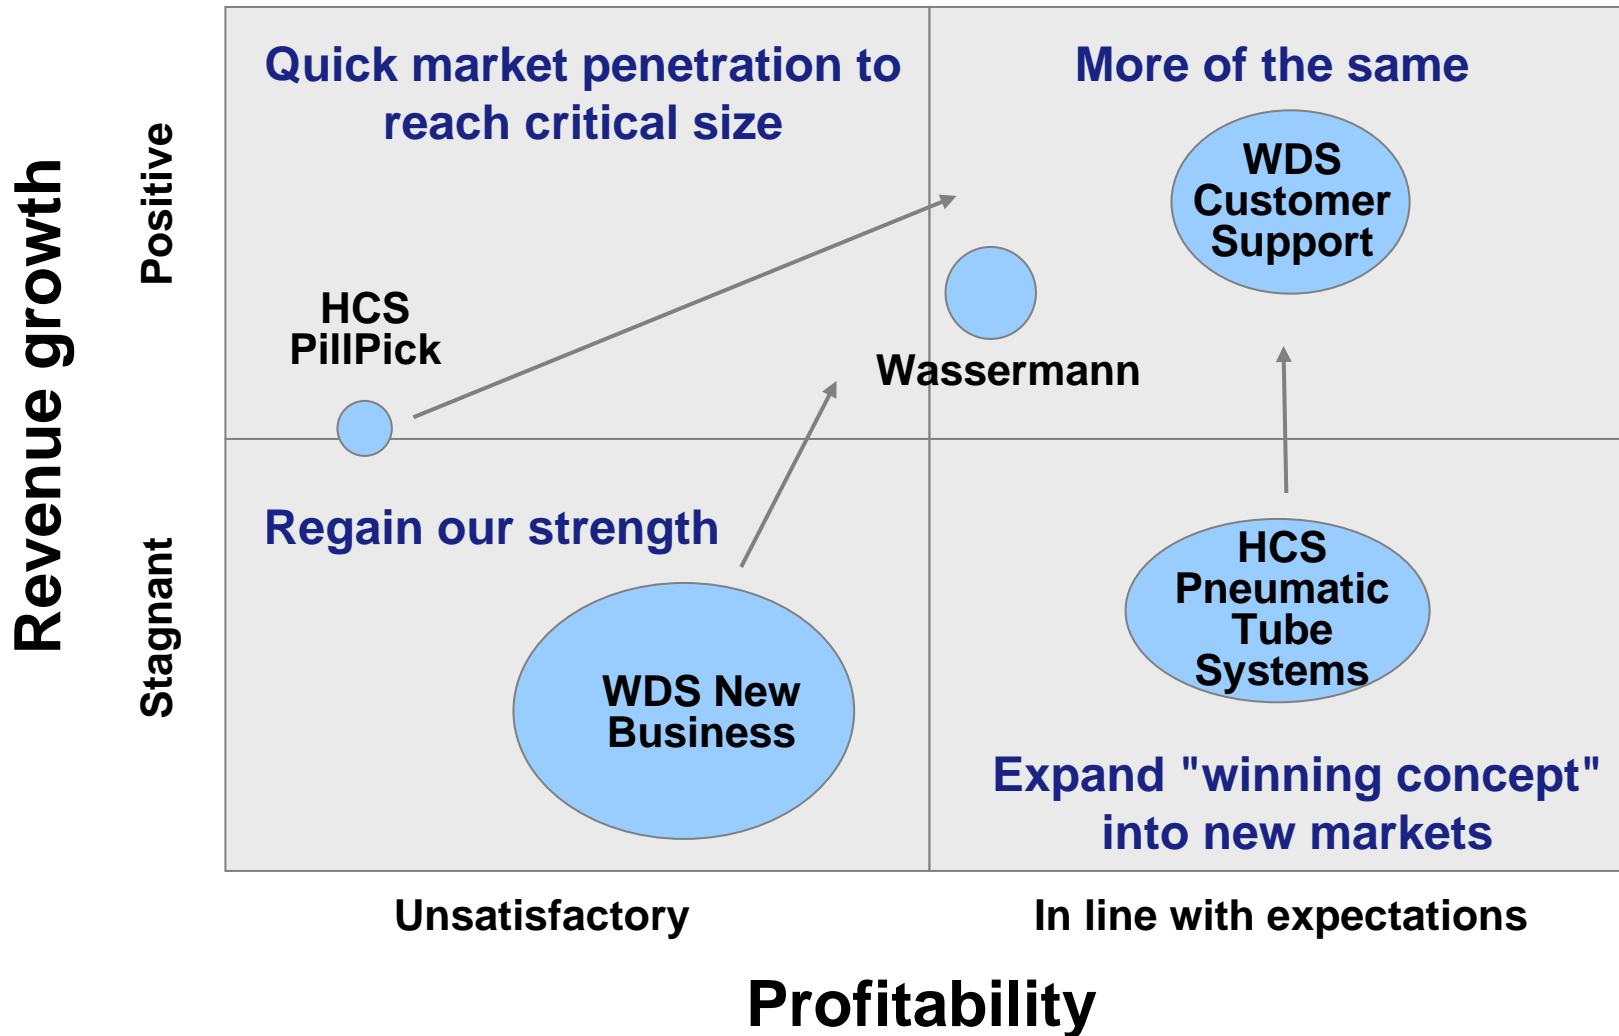 Quick market penetration to
reach critical size
More of the same
WDS
Customer
Support
HCS
PillPick
Wassermann
Regain our strength
WDS New
Business
HCS
Pneumatic
Tube
Systems
Expand "winning concept"
into new markets
Revenue growth
Positive
Stagnant
Unsatisfactory
In line with expectations
Profitability